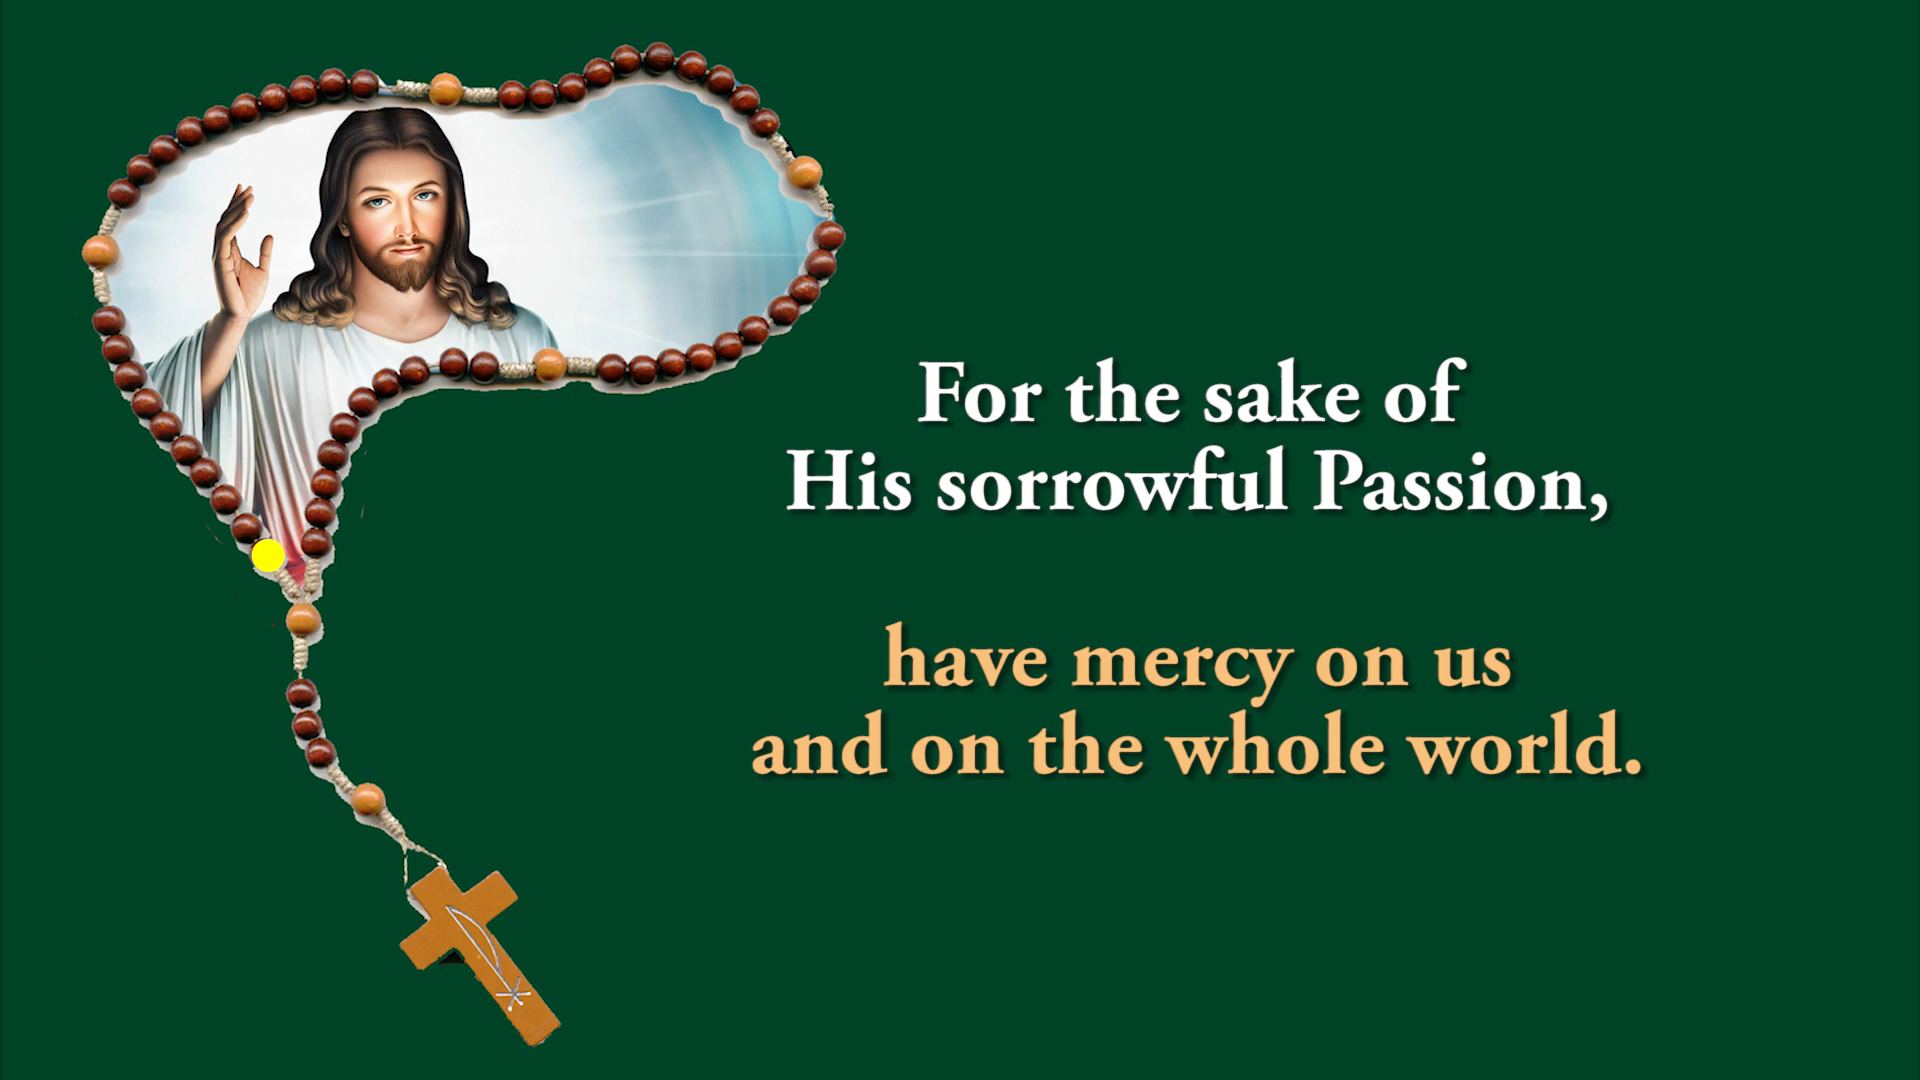 For the sake of
His sorrowful Passion,
have mercy on us
and on the whole world.